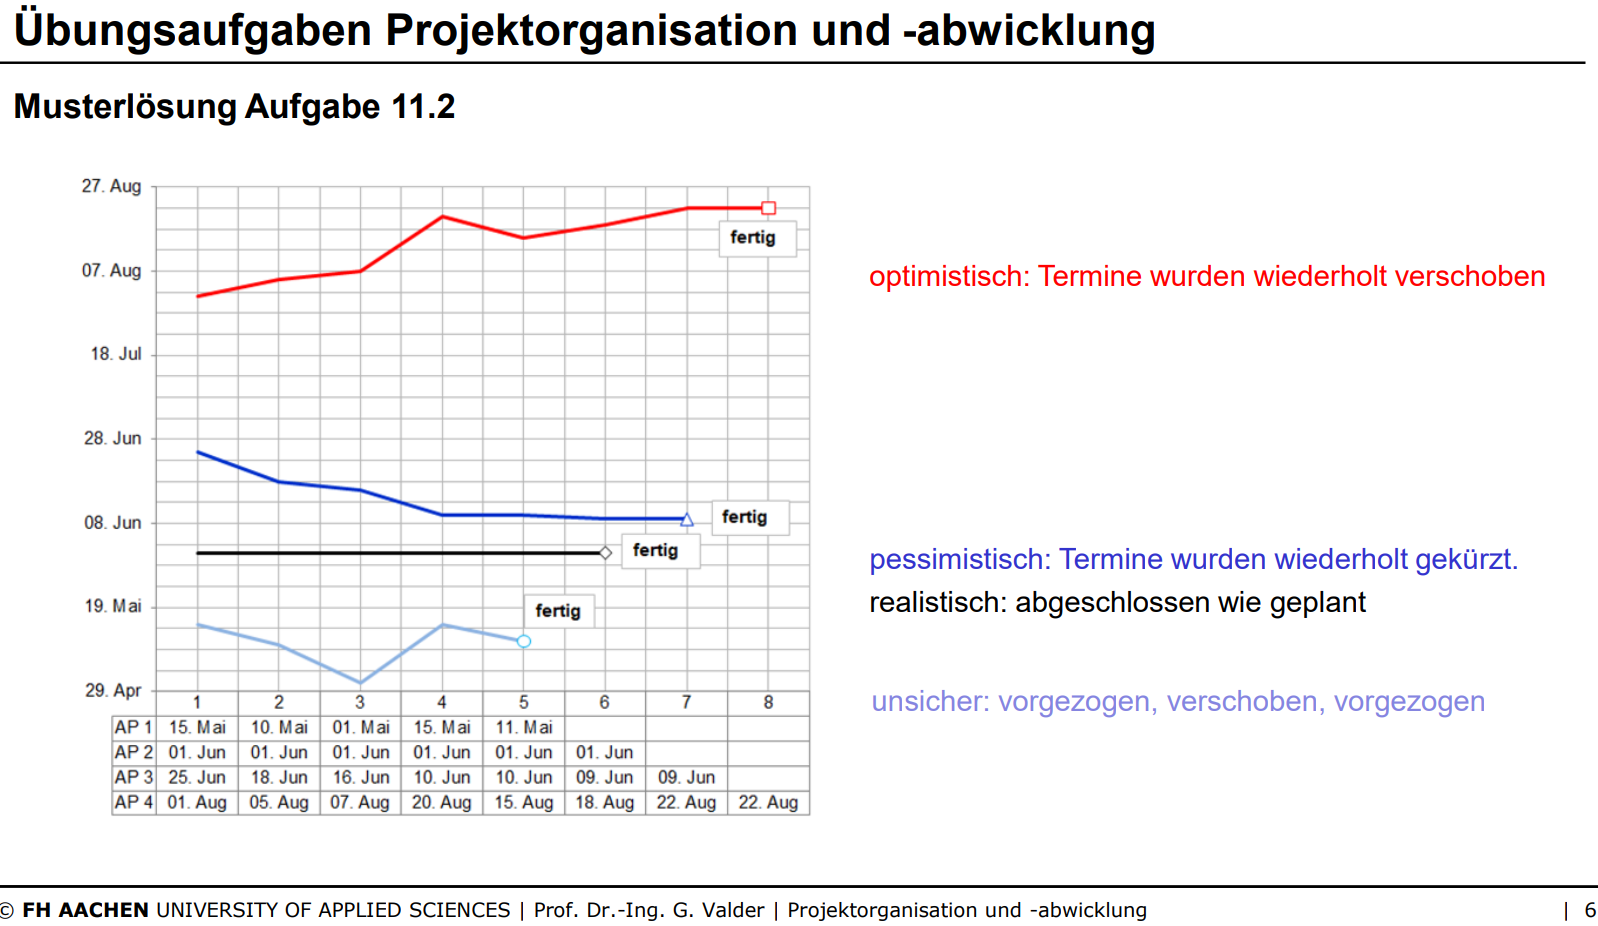 Übungsaufgaben Projektorganisation und -abwicklung
Musterlösung Aufgabe 11.2
27. Aug
fertig
07. Aug
optimistisch: Termine wurden wiederholt verschoben
18. Jul
28. Jun
fertig
08. Jun
fertig
pessimistisch: Termine wurden wiederholt gekürzt.
realistisch: abgeschlossen wie geplant
19. Mai
fertig
29. Apr
unsicher: vorgezogen, verschoben, vorgezogen
1 2 3 4 5 6 7 8
AP 1 15. Mai 10. Mai 01. Mai 15. Mai 11. Mai
AP 2 01. Jun 01. Jun 01. Jun 01. Jun 01. Jun 01. Jun
AP 3 25. Jun 18. Jun 16. Jun 10. Jun 10. Jun 09. Jun 09. Jun
AP 4 01. Aug 05. Aug 07. Aug 20. Aug 15. Aug 18. Aug 22. Aug 22. Aug
© FH AACHEN UNIVERSITY OF APPLIED SCIENCES | Prof. Dr.-Ing. G. Valder | Projektorganisation und -abwicklung | 6